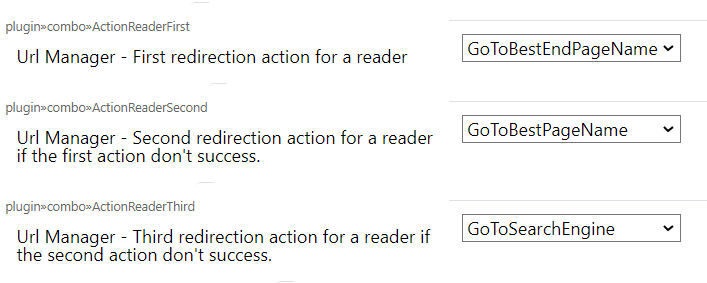 plugin»combo»ActionReaderFirst
Url Manager - First redirection action for a reader
GoToBestEndPageName
plugin»combo»ActionReaderSecond
Url Manager - Second redirection action for a reader
if the first action don't success.
GoToBestPageName
plugin»combo»ActionReaderThird
Url Manager - Third redirection action for a reader if
the second action don't success.
GoToSearchEngine